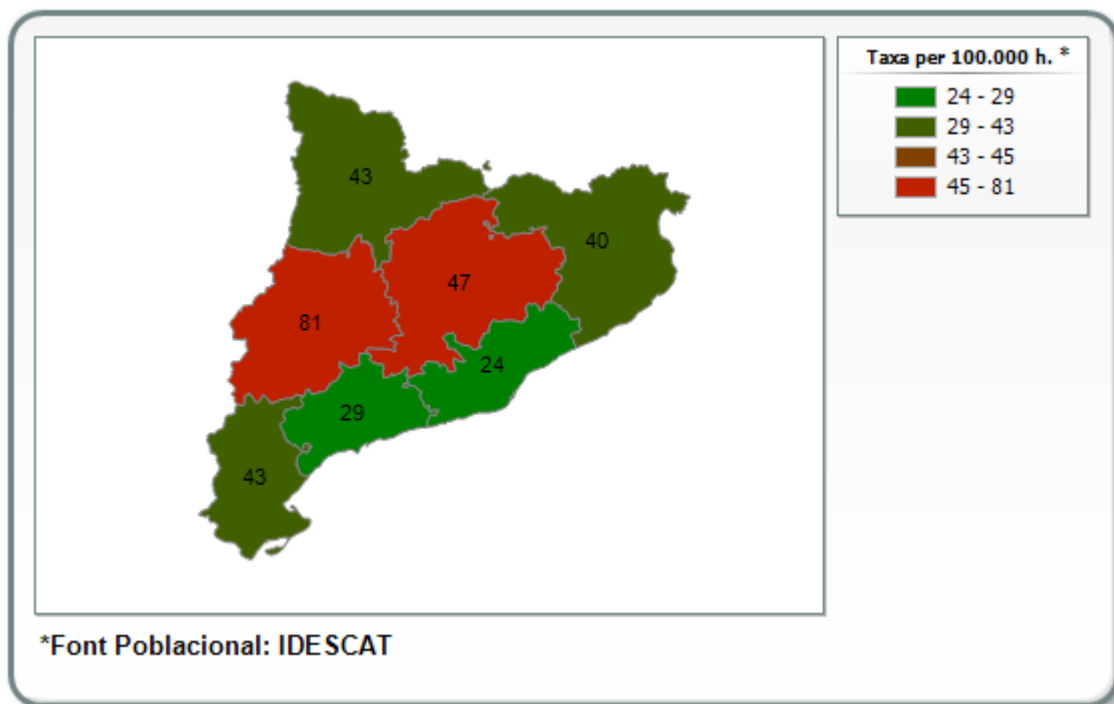 Taxa per 100.000 h. *
24 - 29
29 - 43
43 - 45
45 - 81
43
40
47
81
24
29
43
*Font Poblacional: IDESCAT